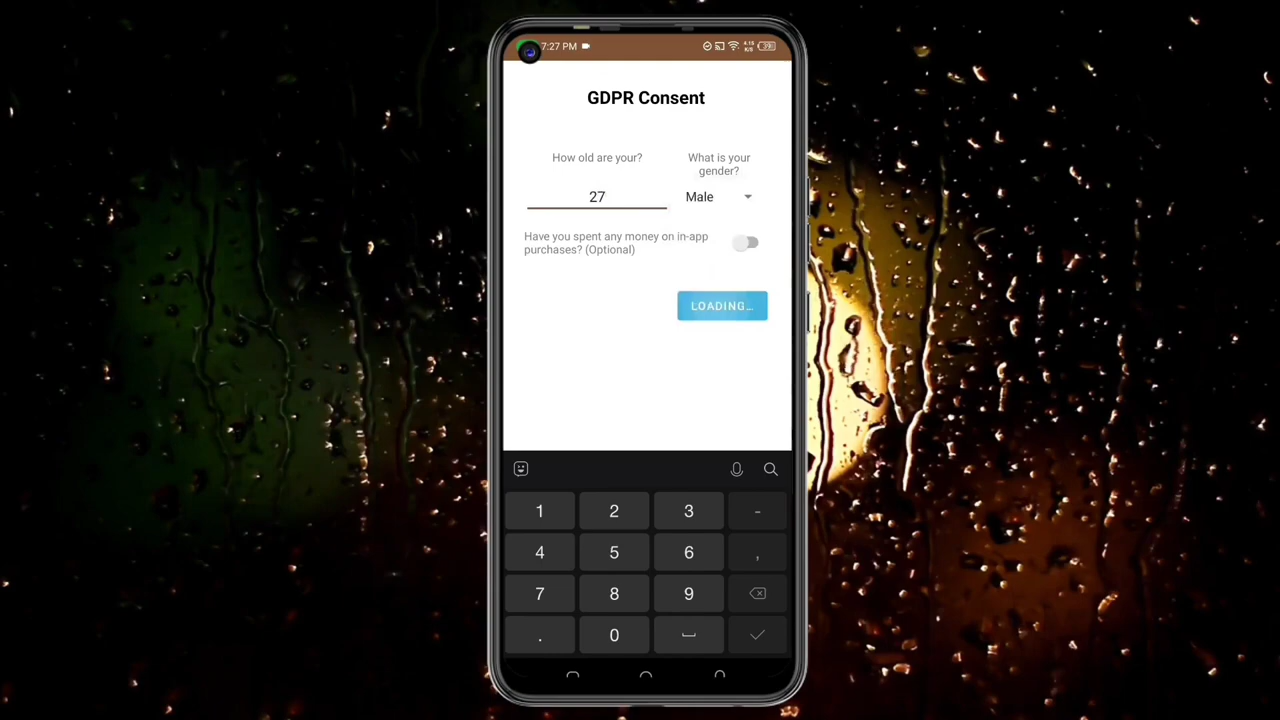 7:27 PM
GDPR Consent
How old are your?
What is your
gender?
27
Male
Have you spent any money on in-app
purchases? (Optional)
LOADING...
1 2 3 -
4 5 6 ,
7 8 9
. 0